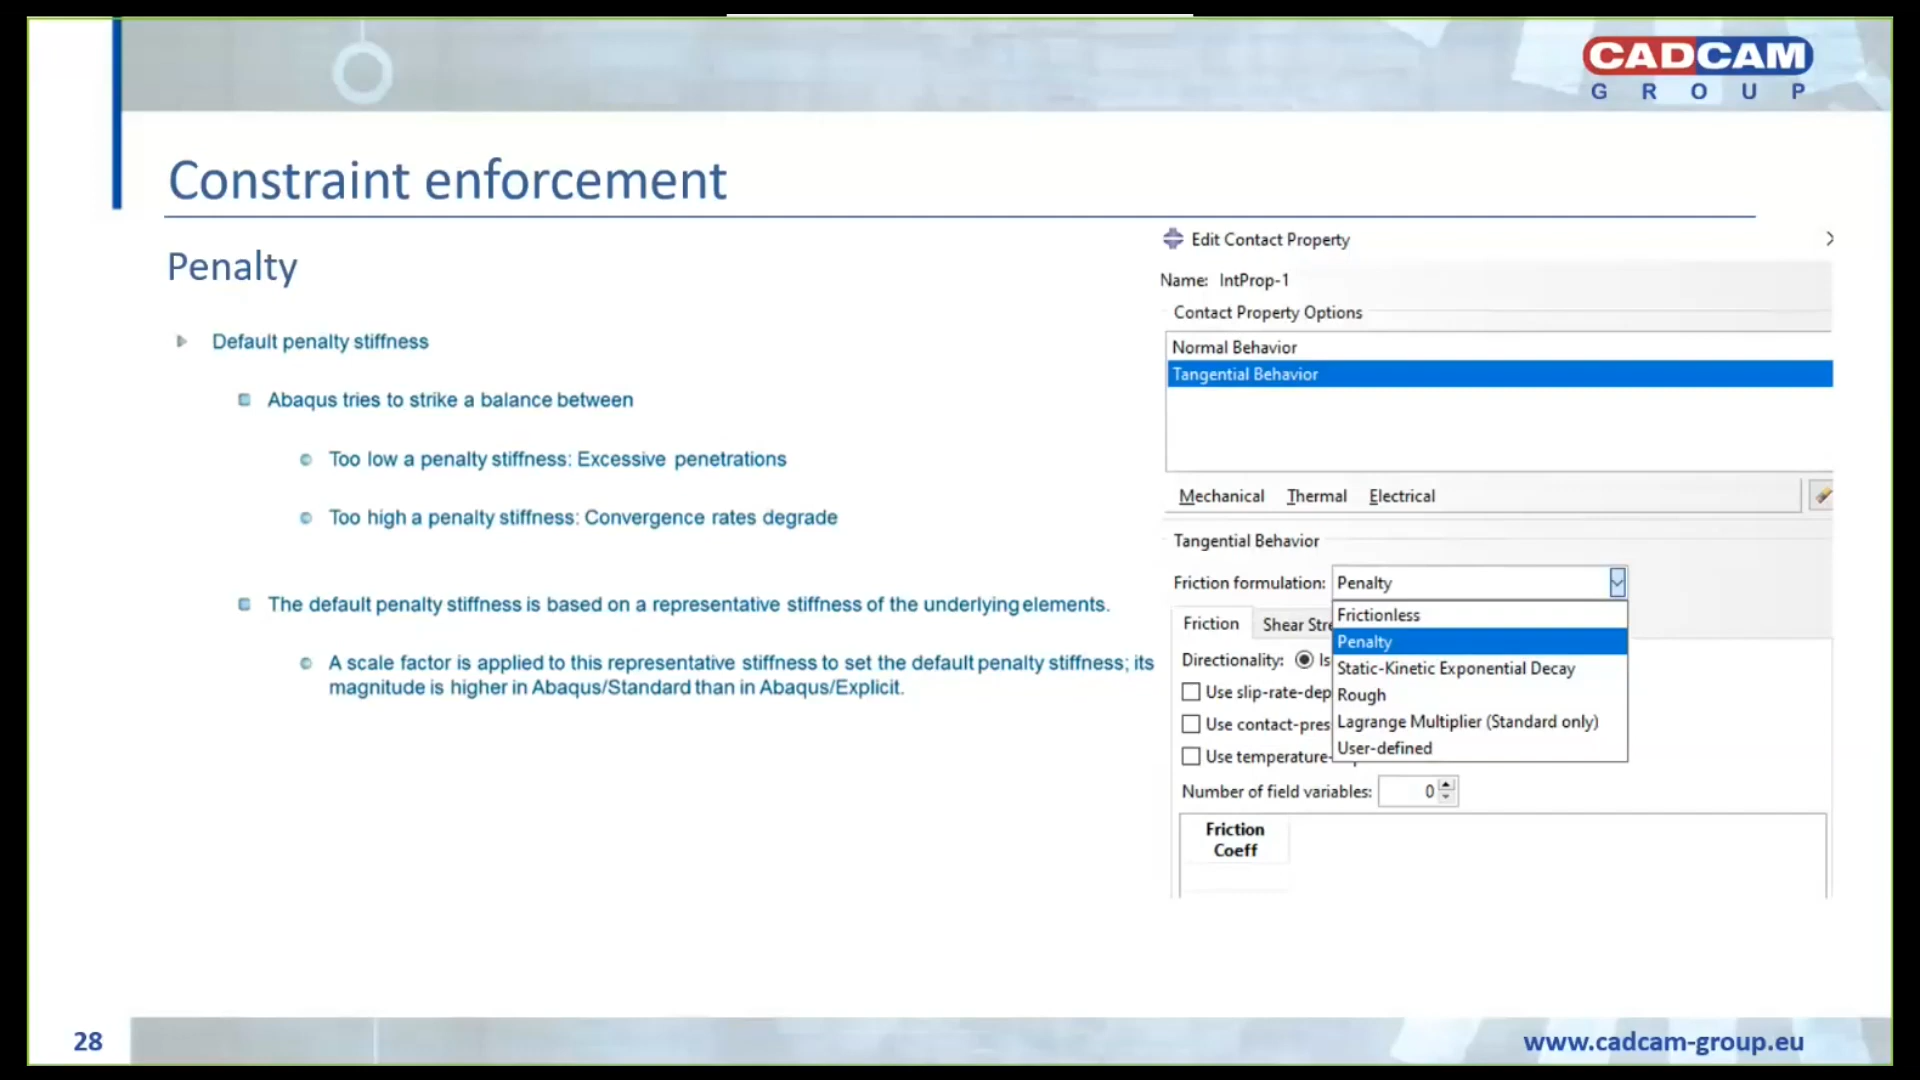 CADCAM
GROUP
Constraint enforcement
Penalty
Default penalty stiffness
Abaqus tries to strike a balance between
Too low a penalty stiffness: Excessive penetrations
Too high a penalty stiffness: Convergence rates degrade
The default penalty stiffness is based on a representative stiffness of the underlying elements.
A scale factor is applied to this representative stiffness to set the default penalty stiffness; its
magnitude is higher in Abaqus/Standard than in Abaqus/Explicit.
Edit Contact Property
Name: IntProp-1
Contact Property Options
Normal Behavior
Tangential Behavior
Mechanical Thermal Electrical
Tangential Behavior
Friction formulation: Penalty
Frictionless
Penalty
Static-Kinetic Exponential Decay
Rough
Lagrange Multiplier (Standard only)
User-defined
Friction Shear Stre
Directionality: Is
Use slip-rate-dep
Use contact-pres
Use temperature-
Number of field variables: 0
Friction
Coeff
28
www.cadcam-group.eu